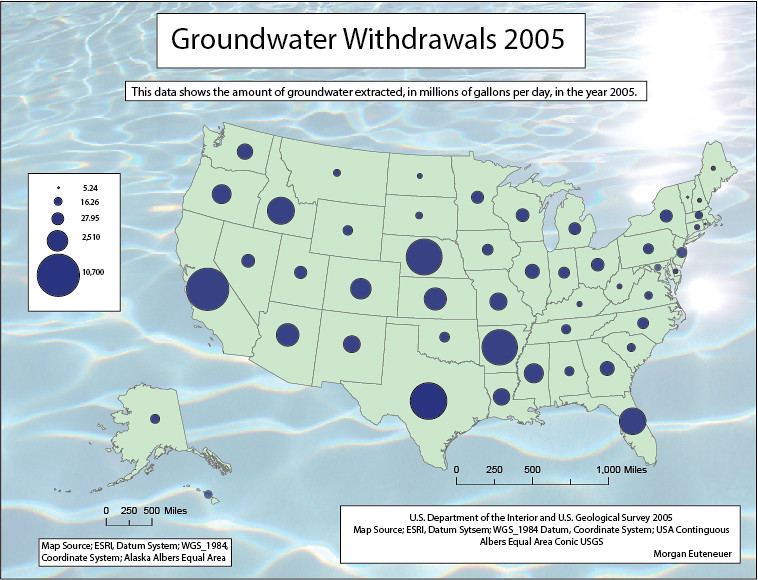 Groundwater Withdrawals 2005
This data shows the amount of groundwater extracted, in millions of gallons per day, in the year 2005.
5.24
16.26
27.95
2,510
10,700
0 250 500 1,000 Miles
0 250 500 Miles
Map Source; ESRI, Datum System; WGS_1984,
Coordinate System; Alaska Albers Equal Area
U.S. Department of the Interior and U.S. Geological Survey 2005
Map Source; ESRI, Datum Sytsem; WGS_1984 Datum, Coordinate System; USA Continguous
Albers Equal Area Conic USGS
Morgan Euteneuer